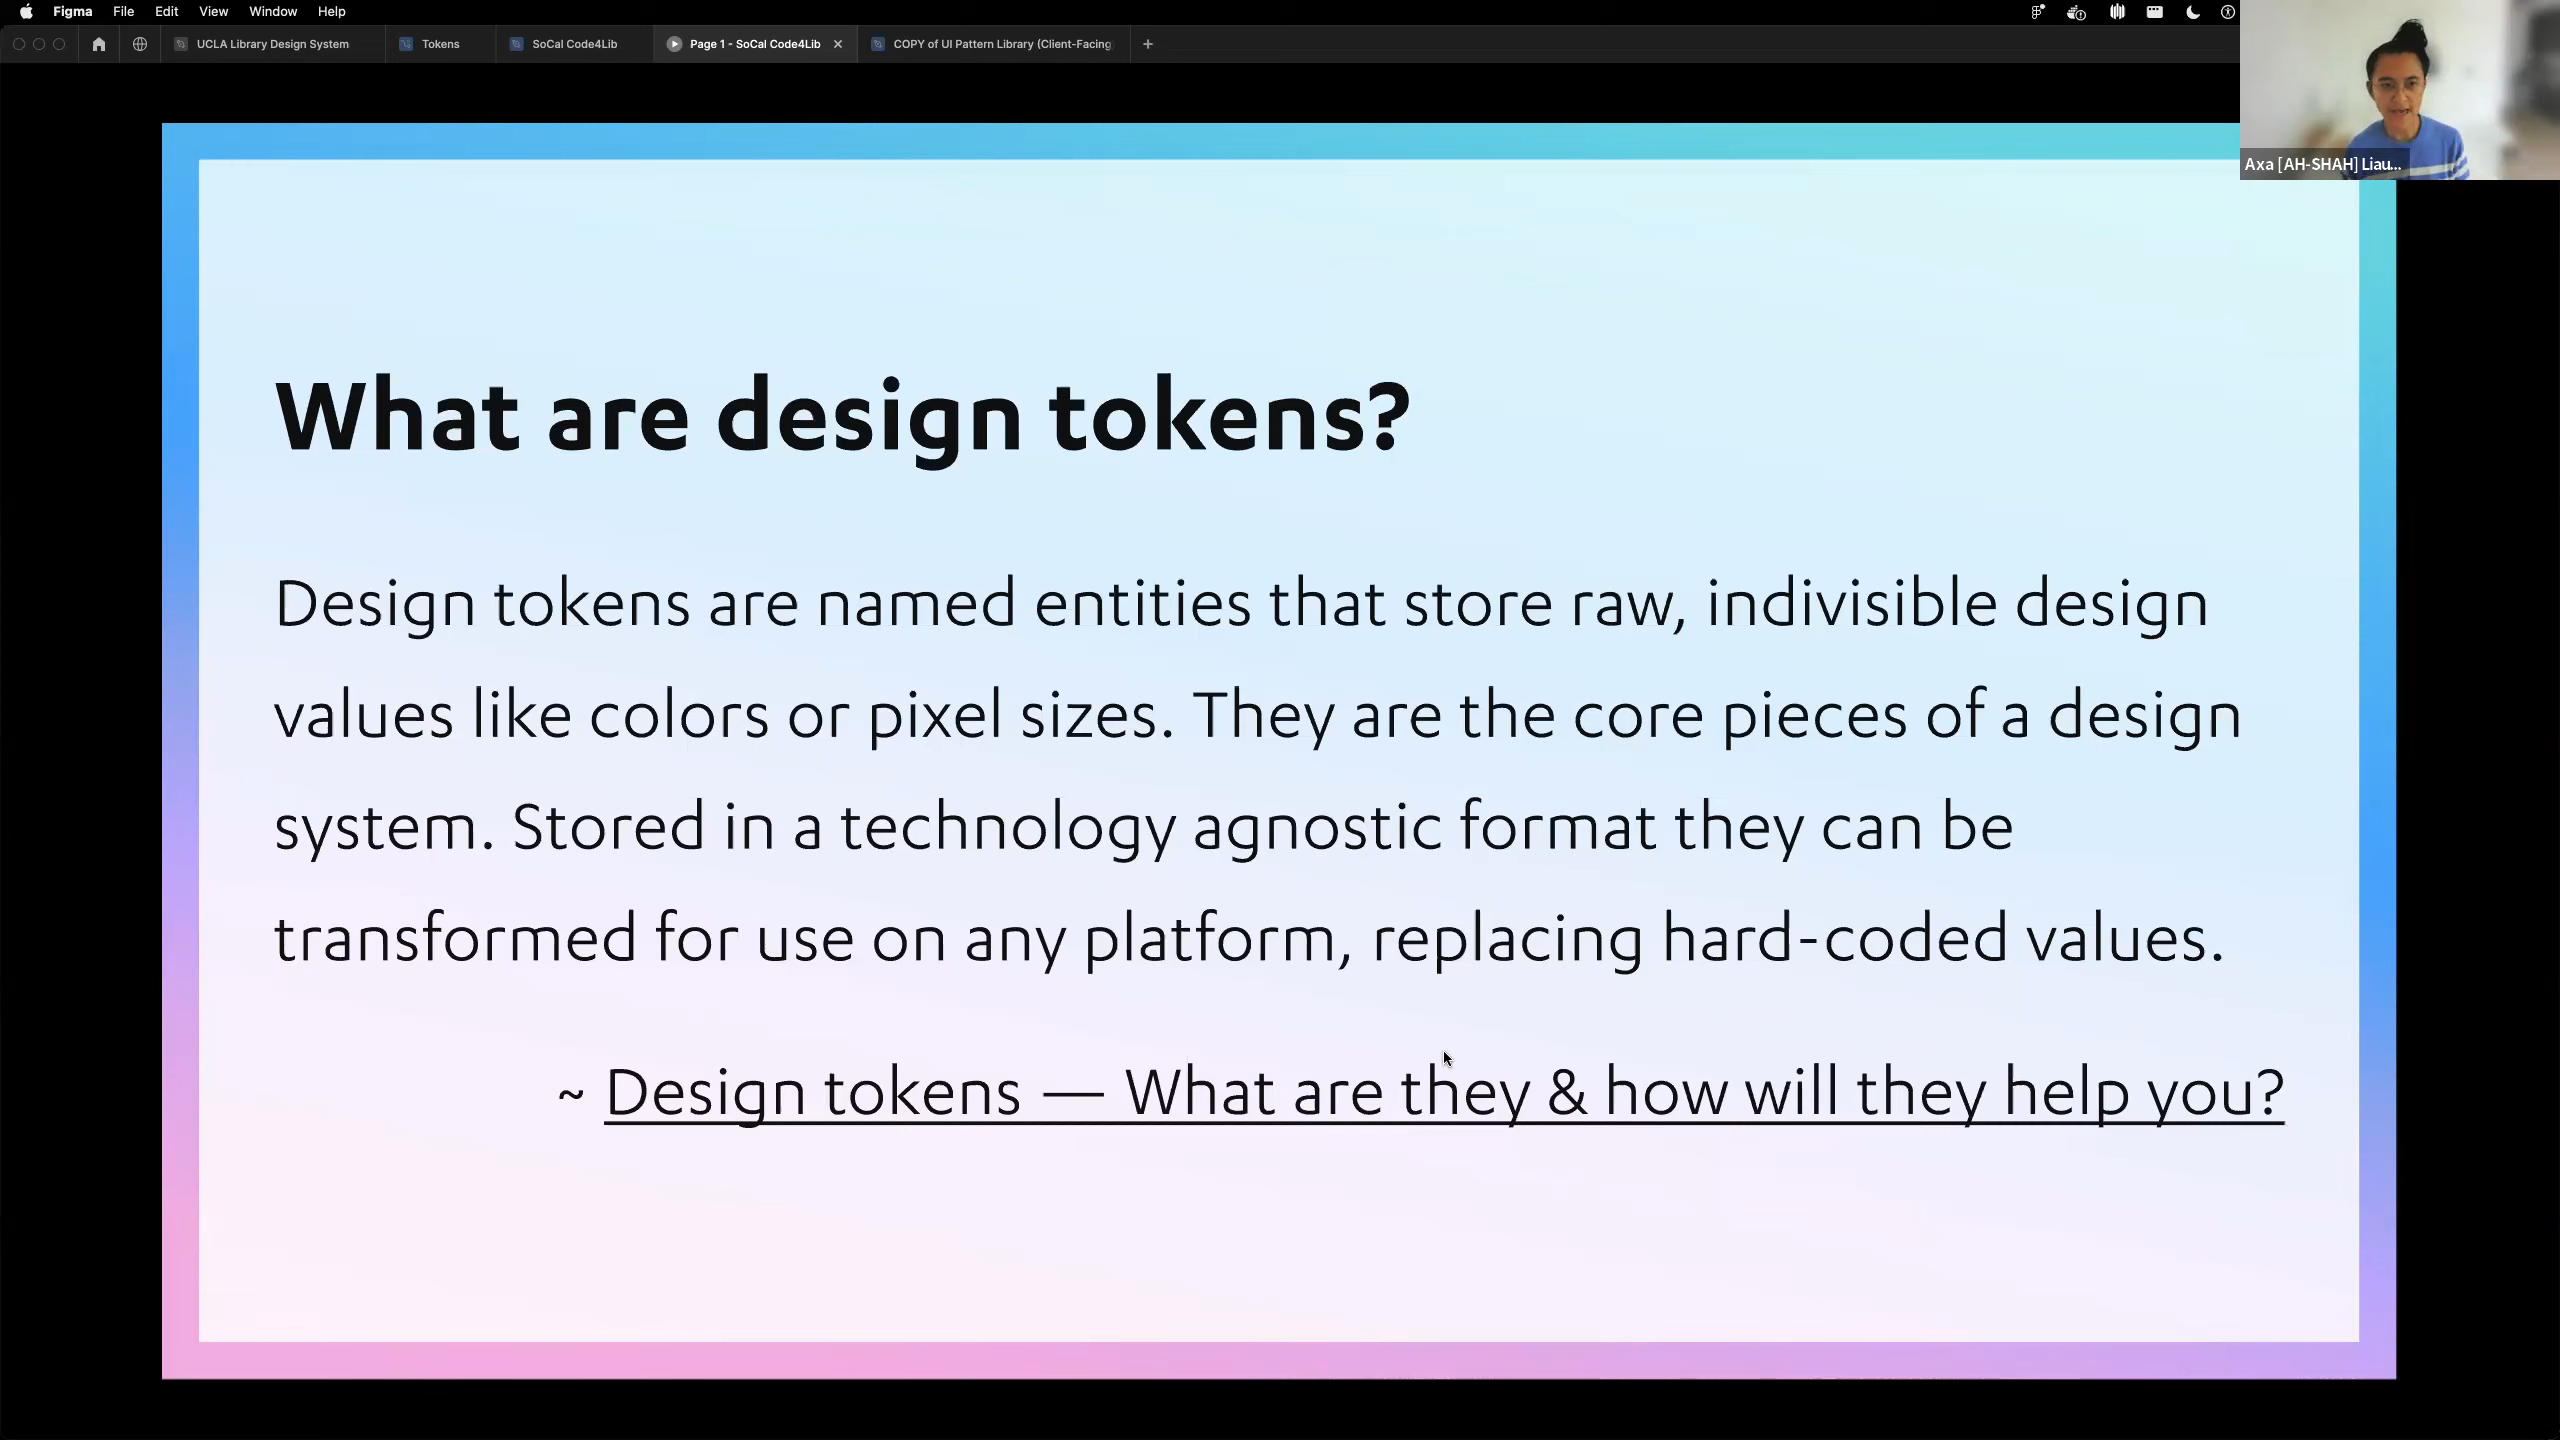 Figma File Edit View Window Help
UCLA Library Design System Tokens SoCal Code4Lib Page 1 - SoCal Code4Lib COPY of UI Pattern Library (Client-Facing
Axa [AH-SHAH] Liau...
What are design tokens?
Design tokens are named entities that store raw, indivisible design
values like colors or pixel sizes. They are the core pieces of a design
system. Stored in a technology agnostic format they can be
transformed for use on any platform, replacing hard-coded values.
~ Design tokens — What are they & how will they help you?